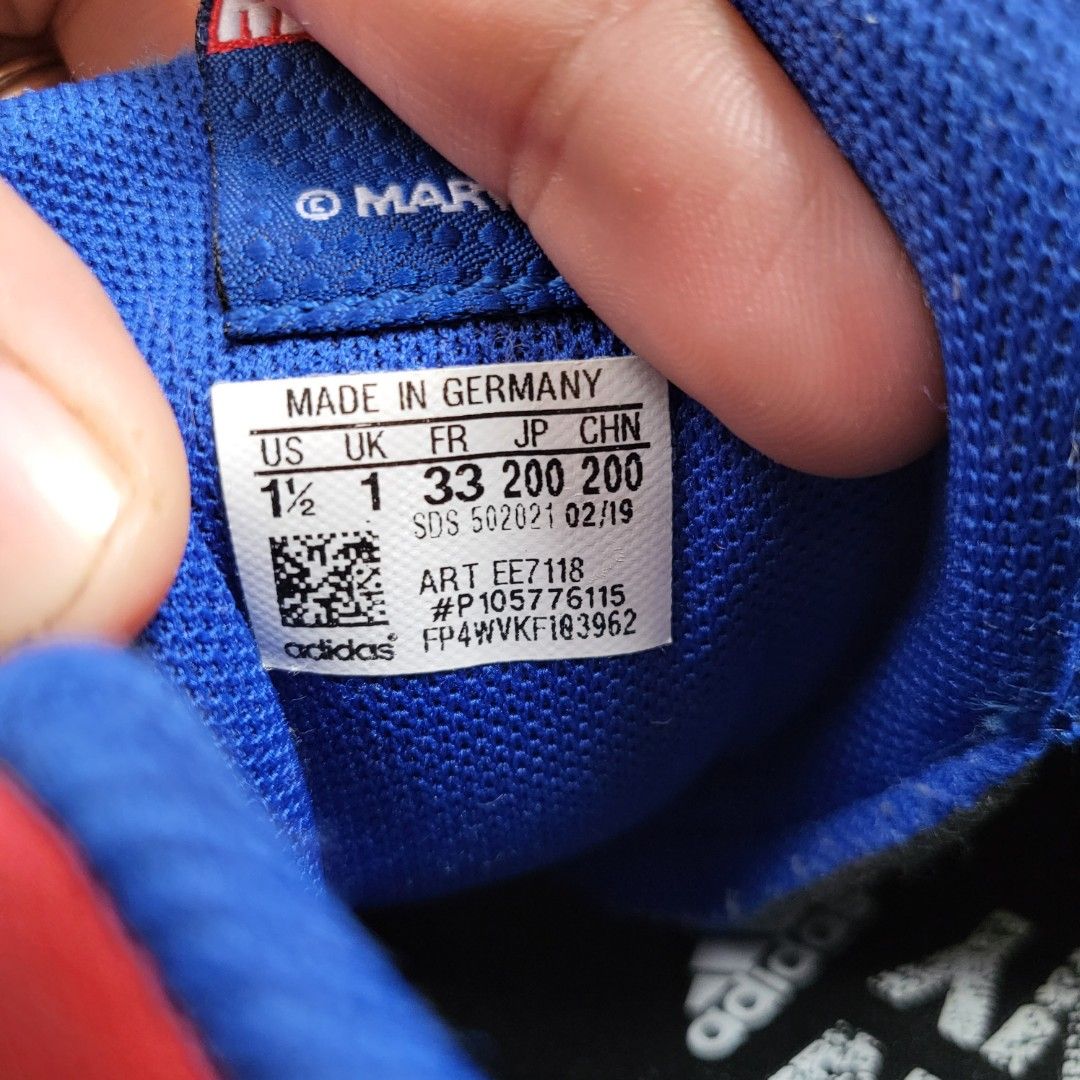 © MAR
MADE IN GERMANY
US UK FR JP CHN
1½ 1 33 200 200
SDS 502021 02/19
ART EE7118
#P105776115
FP4WVKF183962
adidas
adidas